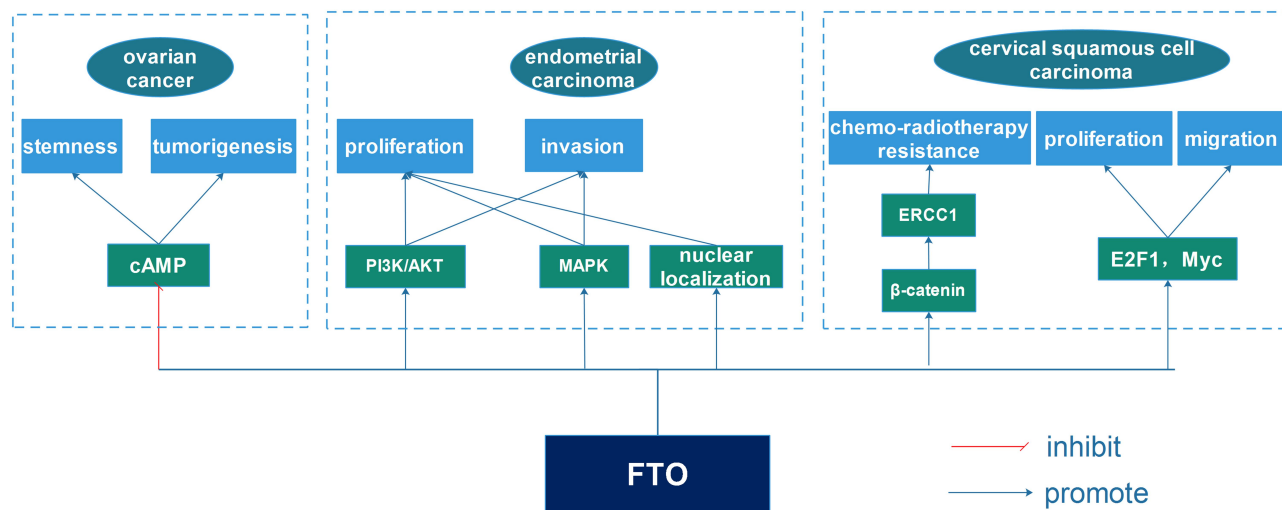 ovarian
cancer
stemness
tumorigenesis
cAMP
endometrial
carcinoma
proliferation
invasion
PI3K/AKT
MAPK
nuclear
localization
cervical squamous cell
carcinoma
chemo-radiotherapy
resistance
proliferation
migration
ERCC1
β-catenin
E2F1，Myc
FTO
inhibit
promote